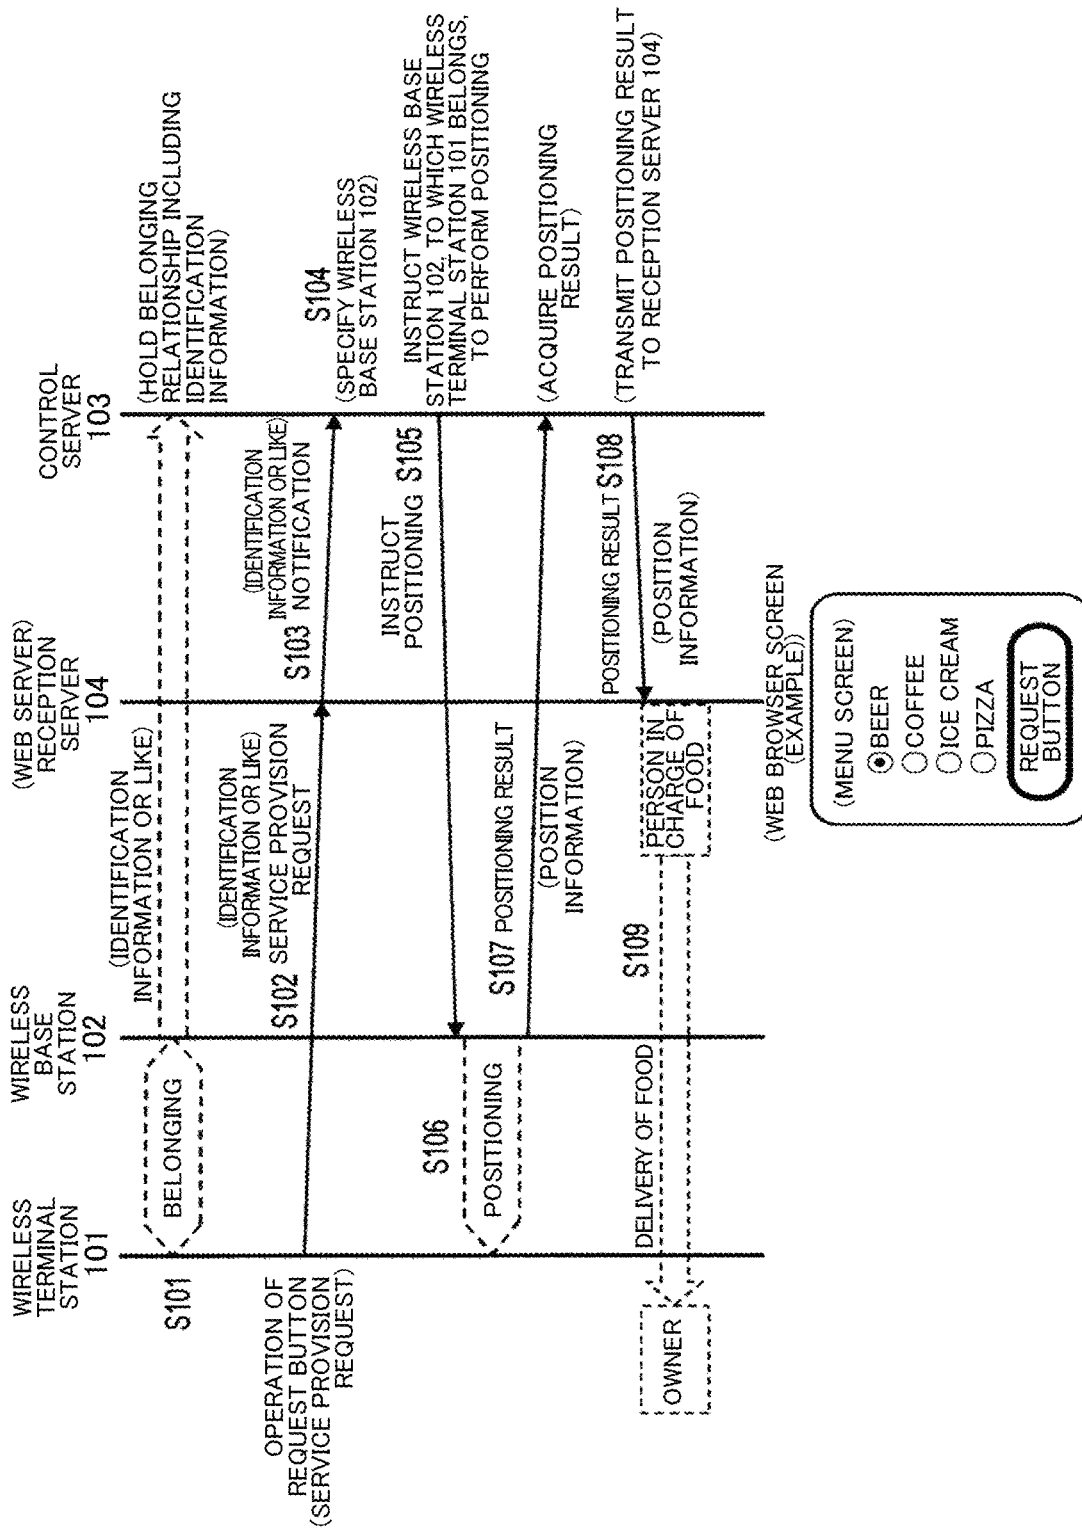 WIRELESS
TERMINAL
STATION
101
WIRELESS
BASE
STATION
102
(WEB SERVER)
RECEPTION
SERVER
104
CONTROL
SERVER
103
S101
BELONGING
(IDENTIFICATION
INFORMATION OR LIKE)
(HOLD BELONGING
RELATIONSHIP INCLUDING
IDENTIFICATION
INFORMATION)
OPERATION OF
REQUEST BUTTON
(SERVICE PROVISION
REQUEST)
(IDENTIFICATION
INFORMATION OR LIKE)
S102 SERVICE PROVISION
REQUEST
(IDENTIFICATION
INFORMATION OR LIKE)
S103 NOTIFICATION
S104
(SPECIFY WIRELESS
BASE STATION 102)
INSTRUCT
POSITIONING S105
INSTRUCT WIRELESS BASE
STATION 102, TO WHICH WIRELESS
TERMINAL STATION 101 BELONGS,
TO PERFORM POSITIONING
S106
POSITIONING
S107 POSITIONING RESULT
(POSITION
INFORMATION)
(ACQUIRE POSITIONING
RESULT)
POSITIONING RESULT S108
(POSITION
INFORMATION)
(TRANSMIT POSITIONING RESULT
TO RECEPTION SERVER 104)
PERSON IN
CHARGE OF
FOOD
S109
DELIVERY OF FOOD
OWNER
(WEB BROWSER SCREEN
(EXAMPLE))
(MENU SCREEN)
BEER
COFFEE
ICE CREAM
PIZZA
REQUEST
BUTTON